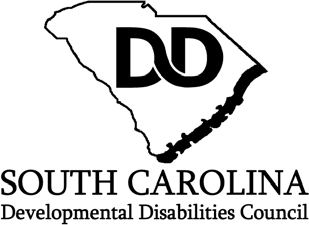 DD
SOUTH CAROLINA
Developmental Disabilities Council